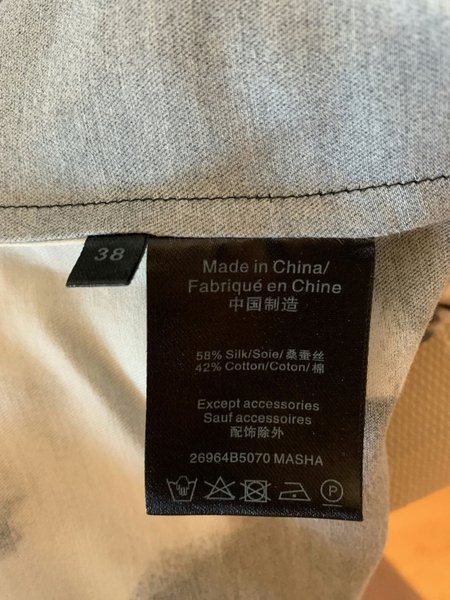 38
Made in China/
Fabriqué en Chine
中国制造
58% Silk/Soie/桑蚕丝
42% Cotton/Coton/棉
Except accessories
Sauf accessoires
配饰除外
26964B5070 MASHA
P